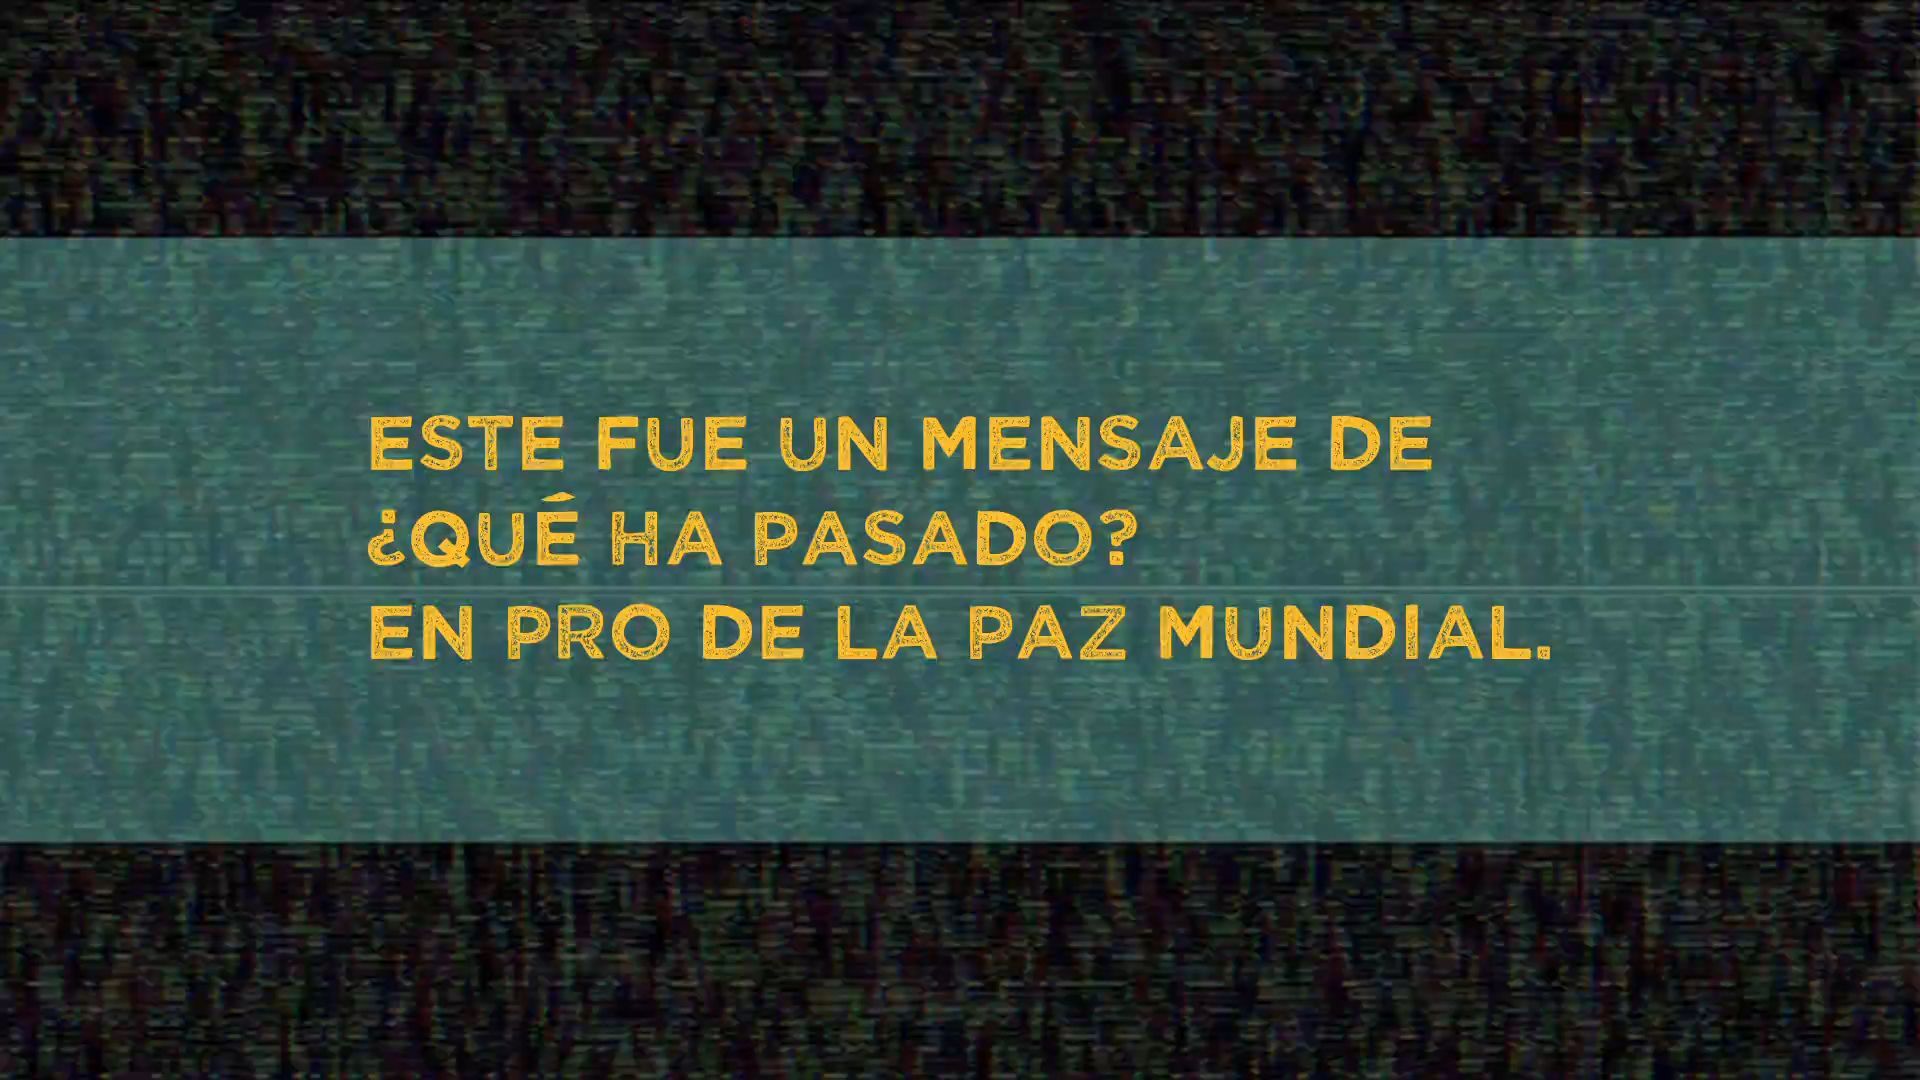 ESTE FUE UN MENSAJE DE
¿QUÉ HA PASADO?
EN PRO DE LA PAZ MUNDIAL.